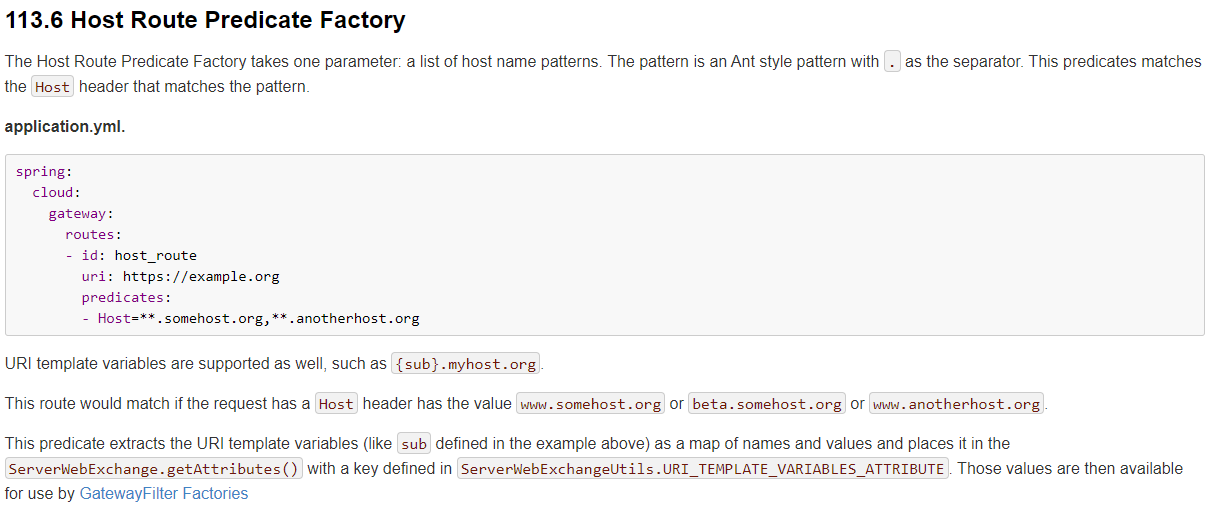 113.6 Host Route Predicate Factory
The Host Route Predicate Factory takes one parameter: a list of host name patterns. The pattern is an Ant style pattern with . as the separator. This predicates matches
the Host header that matches the pattern.
application.yml.
spring:
  cloud:
    gateway:
      routes:
      - id: host_route
        uri: https://example.org
        predicates:
        - Host=**.somehost.org,**.anotherhost.org
URI template variables are supported as well, such as {sub}.myhost.org.
This route would match if the request has a Host header has the value www.somehost.org or beta.somehost.org or www.anotherhost.org.
This predicate extracts the URI template variables (like sub defined in the example above) as a map of names and values and places it in the
ServerWebExchange.getAttributes() with a key defined in ServerWebExchangeUtils.URI_TEMPLATE_VARIABLES_ATTRIBUTE. Those values are then available
for use by GatewayFilter Factories